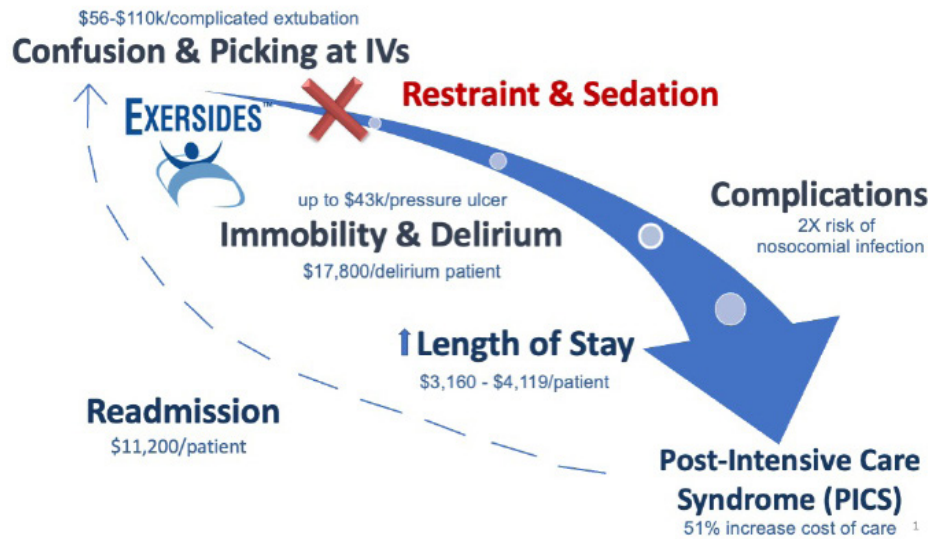 $56-$110k/complicated extubation
Confusion & Picking at IVs
EXERSIDES™
Restraint & Sedation
up to $43k/pressure ulcer
Immobility & Delirium
$17,800/delirium patient
Complications
2X risk of
nosocomial infection
Length of Stay
$3,160 - $4,119/patient
Readmission
$11,200/patient
Post-Intensive Care
Syndrome (PICS)
51% increase cost of care 1